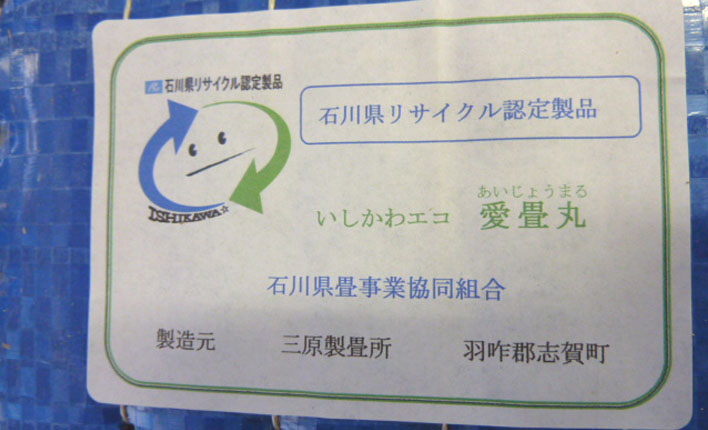 石川県リサイクル認定製品
石川県リサイクル認定製品
ISHIKAWA☆
あいじょうまる
いしかわエコ 愛畳丸
石川県畳事業協同組合
製造元 三原製畳所 羽咋郡志賀町